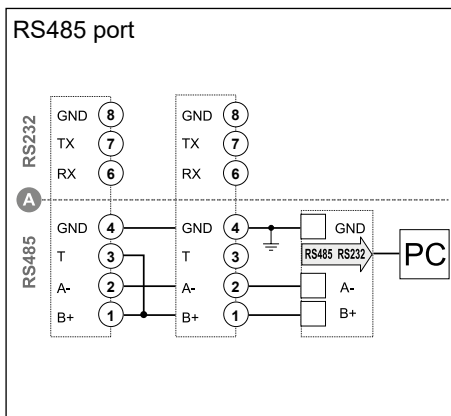 RS485 port
RS232
GND 8 GND 8
TX 7 TX 7
RX 6 RX 6
A
RS485
GND 4 GND 4 GND
T 3 T 3 RS485 RS232 PC
A- 2 A- 2 A-
B+ 1 B+ 1 B+